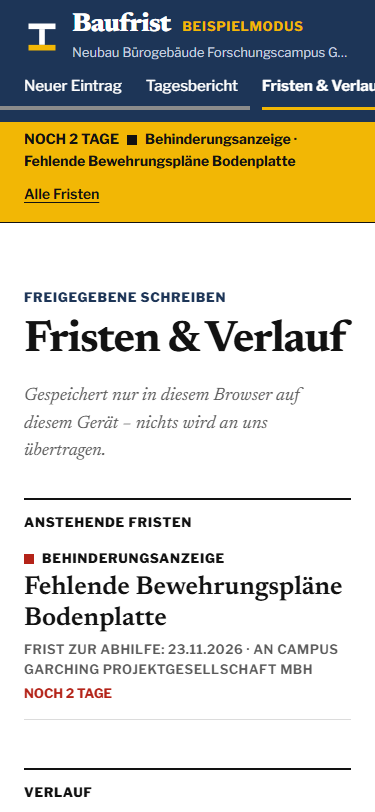 Baufrist BEISPIELMODUS
Neubau Bürogebäude Forschungscampus G...
Neuer Eintrag Tagesbericht Fristen & Verlau
NOCH 2 TAGE Behinderungsanzeige ·
Fehlende Bewehrungspläne Bodenplatte
Alle Fristen
FREIGEGEBENE SCHREIBEN
Fristen & Verlauf
Gespeichert nur in diesem Browser auf
diesem Gerät – nichts wird an uns
übertragen.
ANSTEHENDE FRISTEN
BEHINDERUNGSANZEIGE
Fehlende Bewehrungspläne
Bodenplatte
FRIST ZUR ABHILFE: 23.11.2026 · AN CAMPUS
GARCHING PROJEKTGESELLSCHAFT MBH
NOCH 2 TAGE
VERLAUF